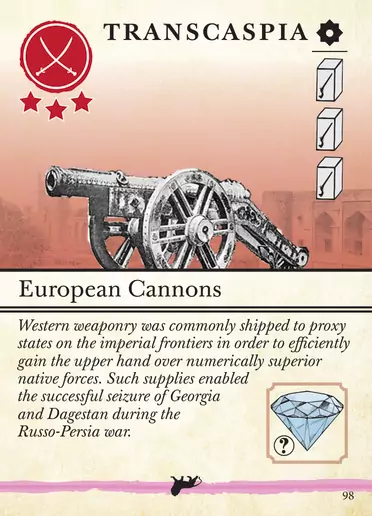 TRANSCASPIA
European Cannons
Western weaponry was commonly shipped to proxy
states on the imperial frontiers in order to efficiently
gain the upper hand over numerically superior
native forces. Such supplies enabled
the successful seizure of Georgia
and Dagestan during the
Russo-Persia war.
?
98